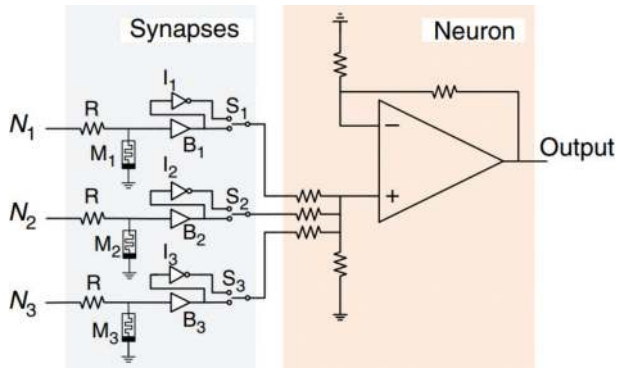 Synapses
Neuron
I1
N1 R S1
M1 B1
I2
N2 R S2
M2 B2
I3
N3 R S3
M3 B3
−
+
Output